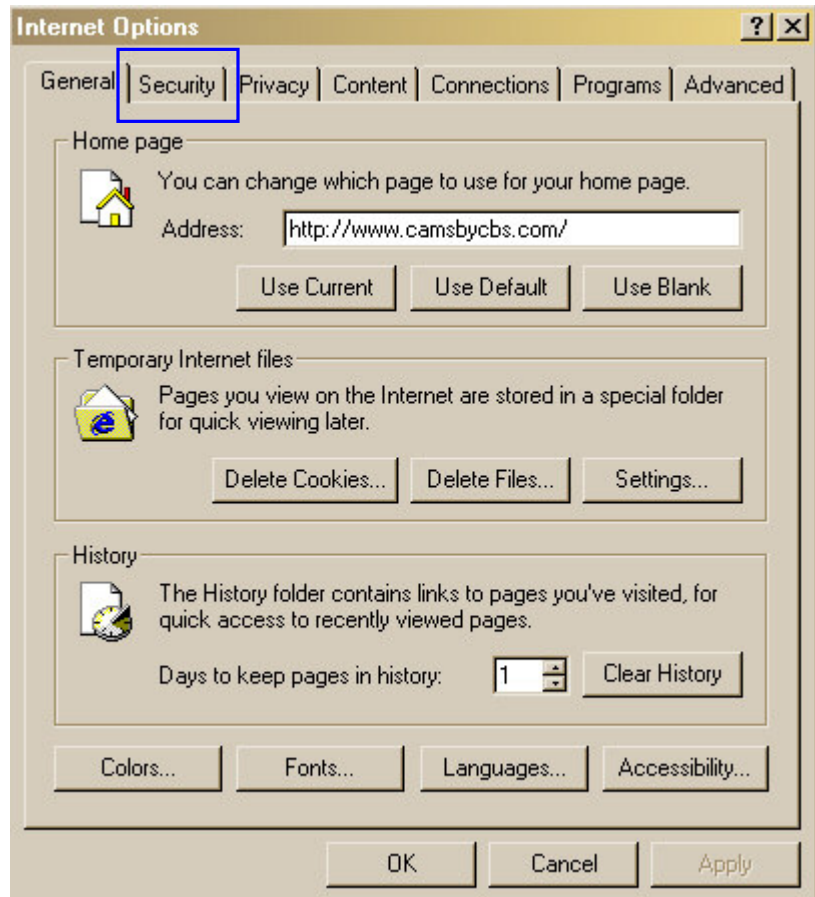 Internet Options
General Security Privacy Content Connections Programs Advanced
Home page
You can change which page to use for your home page.
Address: http://www.camsbycbs.com/
Use Current Use Default Use Blank
Temporary Internet files
Pages you view on the Internet are stored in a special folder
for quick viewing later.
Delete Cookies... Delete Files... Settings...
History
The History folder contains links to pages you've visited, for
quick access to recently viewed pages.
Days to keep pages in history: 1 Clear History
Colors... Fonts... Languages... Accessibility...
OK Cancel Apply